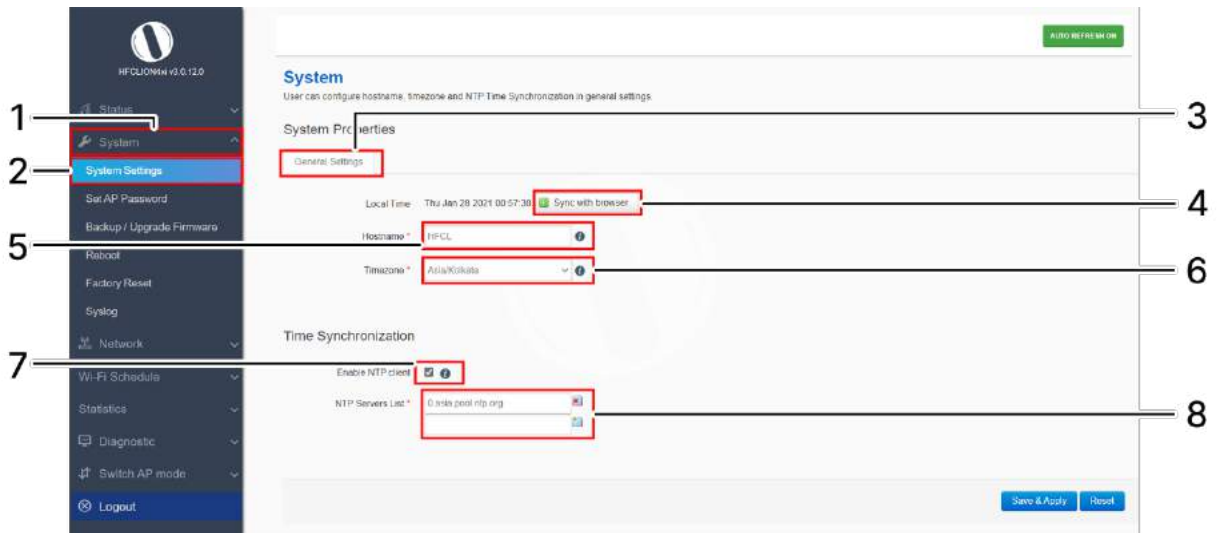 AUTO REFRESH ON
HFCLION4xi v3.0.12.0
System
User can configure hostname, timezone and NTP Time Synchronization in general settings.
1
Status
3
System Properties
System
2
System Settings
General Settings
Set AP Password
Local Time Thu Jan 28 2021 00:57:38 Sync with browser
4
Backup / Upgrade Firmware
5
Hostname * HFCL
Reboot
Timezone * Asia/Kolkata
6
Factory Reset
Syslog
Time Synchronization
Network
7
Wi-Fi Schedule
Enable NTP client
Statistics
NTP Servers List * 0.asia.pool.ntp.org
8
Diagnostic
Switch AP mode
Logout
Save & Apply Reset